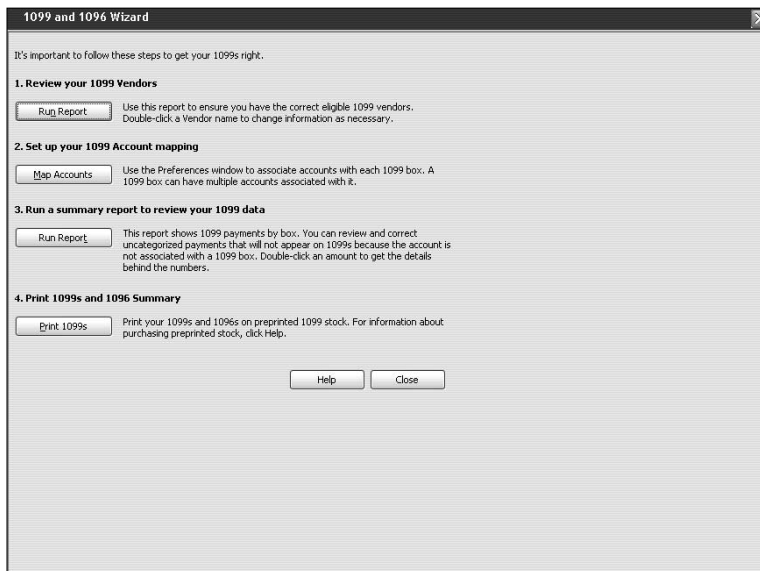 1099 and 1096 Wizard
It's important to follow these steps to get your 1099s right.
1. Review your 1099 Vendors
Run Report
Use this report to ensure you have the correct eligible 1099 vendors.
Double-click a Vendor name to change information as necessary.
2. Set up your 1099 Account mapping
Map Accounts
Use the Preferences window to associate accounts with each 1099 box. A
1099 box can have multiple accounts associated with it.
3. Run a summary report to review your 1099 data
Run Report
This report shows 1099 payments by box. You can review and correct
uncategorized payments that will not appear on 1099s because the account is
not associated with a 1099 box. Double-click an amount to get the details
behind the numbers.
4. Print 1099s and 1096 Summary
Print 1099s
Print your 1099s and 1096s on preprinted 1099 stock. For information about
purchasing preprinted stock, click Help.
Help Close